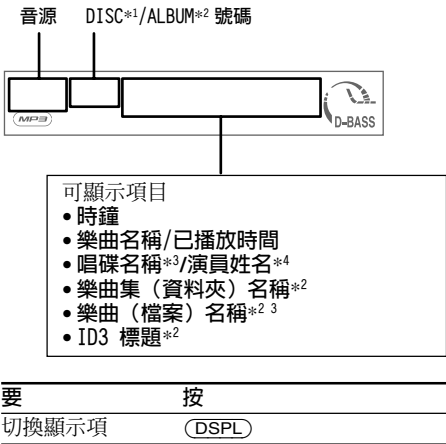 音源 DISC*1/ALBUM*2 號碼
MP3
D-BASS
可顯示項目
• 時鐘
• 樂曲名稱/已播放時間
• 唱碟名稱*3/演員姓名*4
• 樂曲集（資料夾）名稱*2
• 樂曲（檔案）名稱*2 3
• ID3 標題*2
要 按
切換顯示項 DSPL